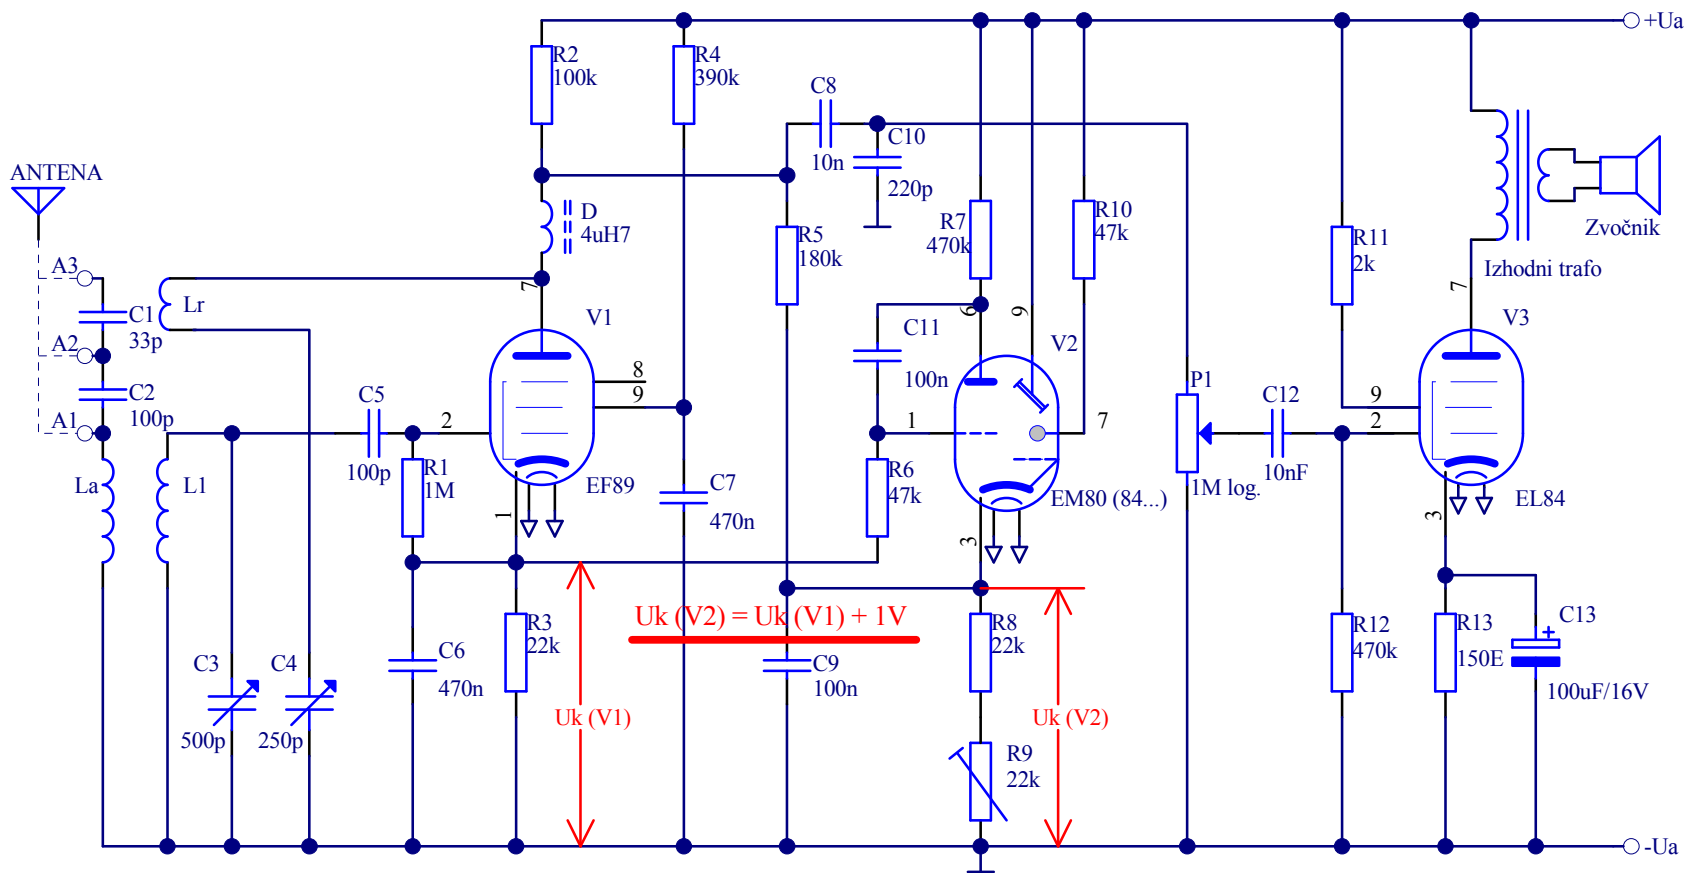 ANTENA
A3
A2
A1
C1
33p
C2
100p
La
Lr
L1
C3
500p
C4
250p
C5
100p
R1
1M
C6
470n
R2
100k
D
4uH7
7
V1
2
8
9
1
EF89
R3
22k
R4
390k
C7
470n
C8
10n
C10
220p
R5
180k
C9
100n
C11
100n
R6
47k
R7
470k
R10
47k
6
9
V2
1
7
3
EM80 (84...)
R8
22k
R9
22k
Uk (V2) = Uk (V1) + 1V
Uk (V1)
Uk (V2)
P1
1M log.
C12
10nF
R11
2k
R12
470k
V3
7
9
2
3
EL84
R13
150E
C13
+
100uF/16V
Izhodni trafo
Zvočnik
+Ua
-Ua